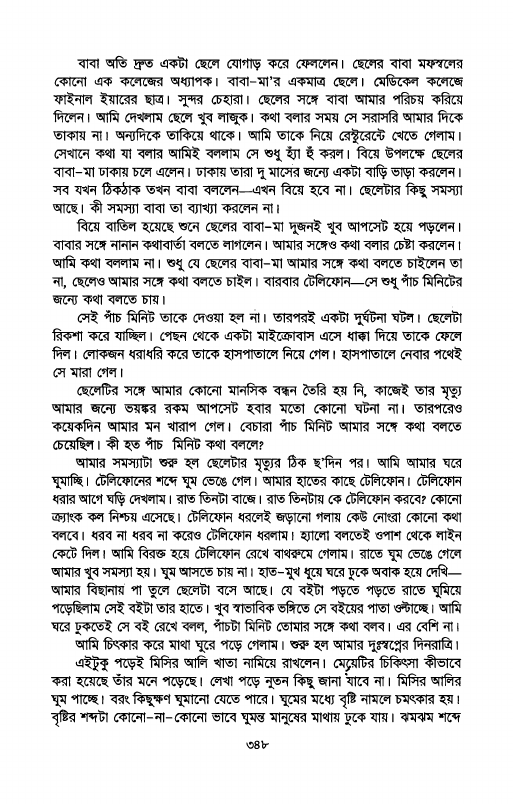 বাবা অতি দ্রুত একটা ছেলে যোগাড় করে ফেললেন। ছেলের বাবা মফস্বলের
কোনো এক কলেজের অধ্যাপক। বাবা-মা'র একমাত্র ছেলে। মেডিকেল কলেজে
ফাইনাল ইয়ারের ছাত্র। সুন্দর চেহারা। ছেলের সঙ্গে বাবা আমার পরিচয় করিয়ে
দিলেন। আমি দেখলাম ছেলে খুব লাজুক। কথা বলার সময় সে সরাসরি আমার দিকে
তাকায় না। অন্যদিকে তাকিয়ে থাকে। আমি তাকে নিয়ে রেস্টুরেন্টে খেতে গেলাম।
সেখানে কথা যা বলার আমিই বললাম সে শুধু হ্যাঁ হুঁ করল। বিয়ে উপলক্ষে ছেলের
বাবা-মা ঢাকায় চলে এলেন। ঢাকায় তারা দু মাসের জন্যে একটা বাড়ি ভাড়া করলেন।
সব যখন ঠিকঠাক তখন বাবা বললেন—এখন বিয়ে হবে না। ছেলেটার কিছু সমস্যা
আছে। কী সমস্যা বাবা তা ব্যাখ্যা করলেন না।
বিয়ে বাতিল হয়েছে শুনে ছেলের বাবা-মা দুজনই খুব আপসেট হয়ে পড়লেন।
বাবার সঙ্গে নানান কথাবার্তা বলতে লাগলেন। আমার সঙ্গেও কথা বলার চেষ্টা করলেন।
আমি কথা বললাম না। শুধু যে ছেলের বাবা-মা আমার সঙ্গে কথা বলতে চাইলেন তা
না, ছেলেও আমার সঙ্গে কথা বলতে চাইল। বারবার টেলিফোন—সে শুধু পাঁচ মিনিটের
জন্যে কথা বলতে চায়।
সেই পাঁচ মিনিট তাকে দেওয়া হল না। তারপরই একটা দুর্ঘটনা ঘটল। ছেলেটা
রিকশা করে যাচ্ছিল। পেছন থেকে একটা মাইক্রোবাস এসে ধাক্কা দিয়ে তাকে ফেলে
দিল। লোকজন ধরাধরি করে তাকে হাসপাতালে নিয়ে গেল। হাসপাতালে নেবার পথেই
সে মারা গেল।
ছেলেটির সঙ্গে আমার কোনো মানসিক বন্ধন তৈরি হয় নি, কাজেই তার মৃত্যু
আমার জন্যে ভয়ঙ্কর রকম আপসেট হবার মতো কোনো ঘটনা না। তারপরেও
কয়েকদিন আমার মন খারাপ গেল। বেচারা পাঁচ মিনিট আমার সঙ্গে কথা বলতে
চেয়েছিল। কী হত পাঁচ মিনিট কথা বললে?
আমার সমস্যাটা শুরু হল ছেলেটার মৃত্যুর ঠিক ছ'দিন পর। আমি আমার ঘরে
ঘুমাচ্ছি। টেলিফোনের শব্দে ঘুম ভেঙে গেল। আমার হাতের কাছে টেলিফোন। টেলিফোন
ধরার আগে ঘড়ি দেখলাম। রাত তিনটা বাজে। রাত তিনটায় কে টেলিফোন করবে? কোনো
ক্র্যাংক কল নিশ্চয় এসেছে। টেলিফোন ধরলেই জড়ানো গলায় কেউ নোংরা কোনো কথা
বলবে। ধরব না ধরব না করেও টেলিফোন ধরলাম। হ্যালো বলতেই ওপাশ থেকে লাইন
কেটে দিল। আমি বিরক্ত হয়ে টেলিফোন রেখে বাথরুমে গেলাম। রাতে ঘুম ভেঙে গেলে
আমার খুব সমস্যা হয়। ঘুম আসতে চায় না। হাত-মুখ ধুয়ে ঘরে ঢুকে অবাক হয়ে দেখি—
আমার বিছানায় পা তুলে ছেলেটা বসে আছে। যে বইটা পড়তে পড়তে রাতে ঘুমিয়ে
পড়েছিলাম সেই বইটা তার হাতে। খুব স্বাভাবিক ভঙ্গিতে সে বইয়ের পাতা ওল্টাচ্ছে। আমি
ঘরে ঢুকতেই সে বই রেখে বলল, পাঁচটা মিনিট তোমার সঙ্গে কথা বলব। এর বেশি না।
আমি চিৎকার করে মাথা ঘুরে পড়ে গেলাম। শুরু হল আমার দুঃস্বপ্নের দিনরাত্রি।
এইটুকু পড়েই মিসির আলি খাতা নামিয়ে রাখলেন। মেয়েটির চিকিৎসা কীভাবে
করা হয়েছে তাঁর মনে পড়েছে। লেখা পড়ে নূতন কিছু জানা যাবে না। মিসির আলির
ঘুম পাচ্ছে। বরং কিছুক্ষণ ঘুমানো যেতে পারে। ঘুমের মধ্যে বৃষ্টি নামলে চমৎকার হয়।
বৃষ্টির শব্দটা কোনো-না-কোনো ভাবে ঘুমন্ত মানুষের মাথায় ঢুকে যায়। ঝমঝম শব্দে
৩৪৮